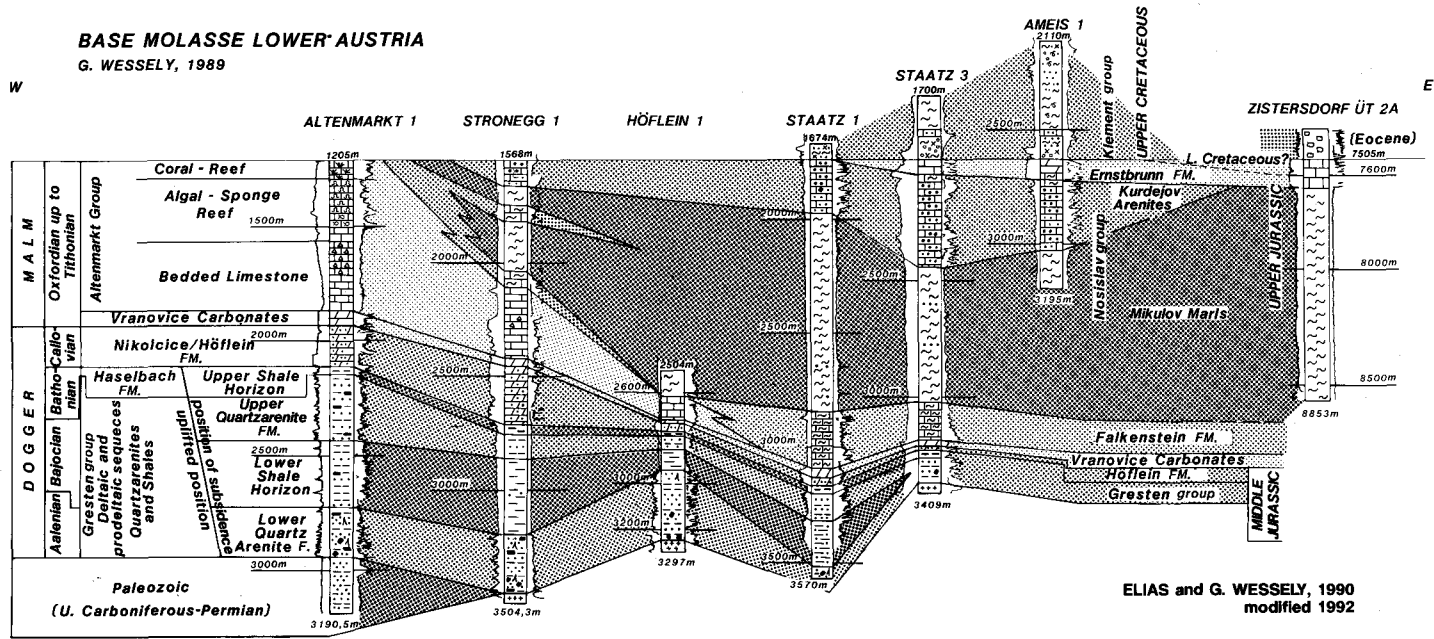 BASE MOLASSE LOWER AUSTRIA
G. WESSELY, 1989
W
E
ALTENMARKT 1
STRONEGG 1
HÖFLEIN 1
STAATZ 1
STAATZ 3
AMEIS 1
ZISTERSDORF ÜT 2A
1205m
1568m
2504m
1674m
1700m
2110m
(Eocene)
7505m
7600m
8000m
8500m
8853m
MALM
DOGGER
Oxfordian up to
Tithonian
Callo-
vian
Batho-
nian
Bajocian
Aalenian
Altenmarkt Group
Coral - Reef
Algal - Sponge
Reef
1500m
Bedded Limestone
Vranovice Carbonates
2000m
Nikolcice/Höflein
FM.
Haselbach
FM.
Upper Shale
Horizon
Upper
Quartzarenite
FM.
2500m
Lower
Shale
Horizon
Lower
Quartz
Arenite F.
3000m
Gresten group
Deltaic and
prodeltaic sequeces
Quartzarenites
and Shales
position of subsidence
uplifted position
Paleozoic
(U. Carboniferous-Permian)
3190,5m
2000m
2500m
3000m
3504,3m
2600m
3200m
3297m
2500m
3000m
3500m
3570m
3409m
2500m
3000m
3195m
Klement group
UPPER CRETACEOUS
L. Cretaceous?
Ernstbrunn FM.
Kurdejov
Arenites
Nosislav group
UPPER JURASSIC
Mikulov Marls
Falkenstein FM.
Vranovice Carbonates
Höflein FM.
Gresten group
MIDDLE
JURASSIC
ELIAS and G. WESSELY, 1990
modified 1992